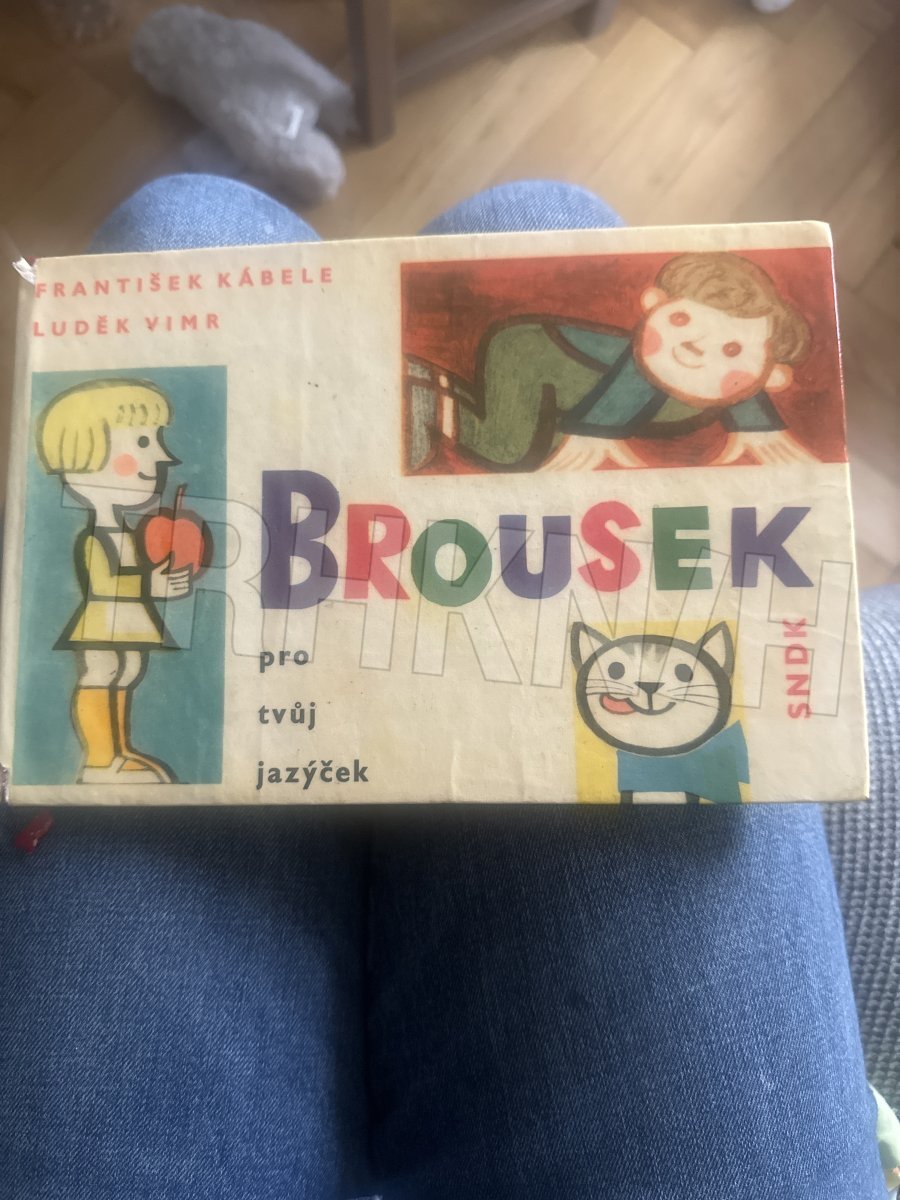 FRANTIŠEK KÁBELE
LUDĚK VIMR
BROUSEK
pro
tvůj
jazýček
SNDK